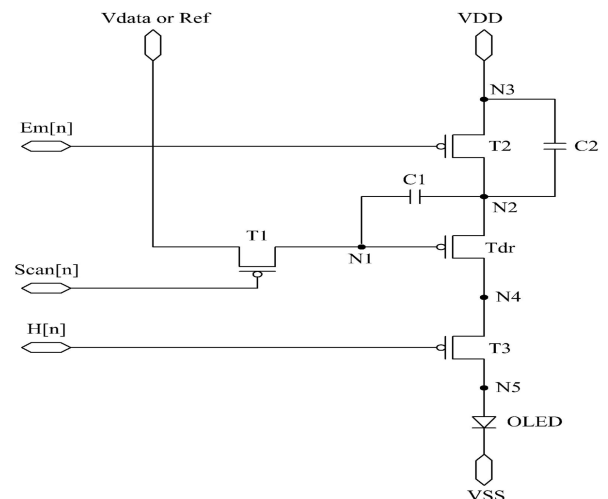 Vdata or Ref
VDD
N3
Em[n]
T2
C2
C1
N2
T1
N1
Tdr
Scan[n]
N4
H[n]
T3
N5
OLED
VSS